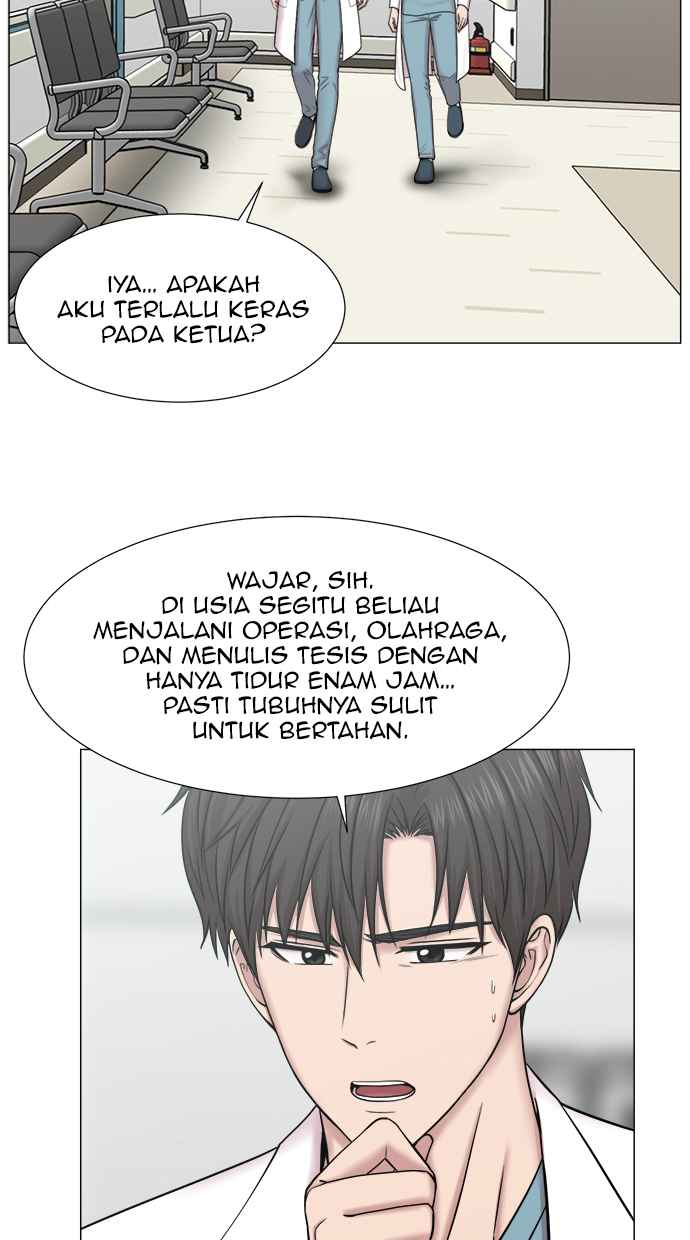 IYA... APAKAH
AKU TERLALU KERAS
PADA KETUA?
WAJAR, SIH.
DI USIA SEGITU BELIAU
MENJALANI OPERASI, OLAHRAGA,
DAN MENULIS TESIS DENGAN
HANYA TIDUR ENAM JAM...
PASTI TUBUHNYA SULIT
UNTUK BERTAHAN.